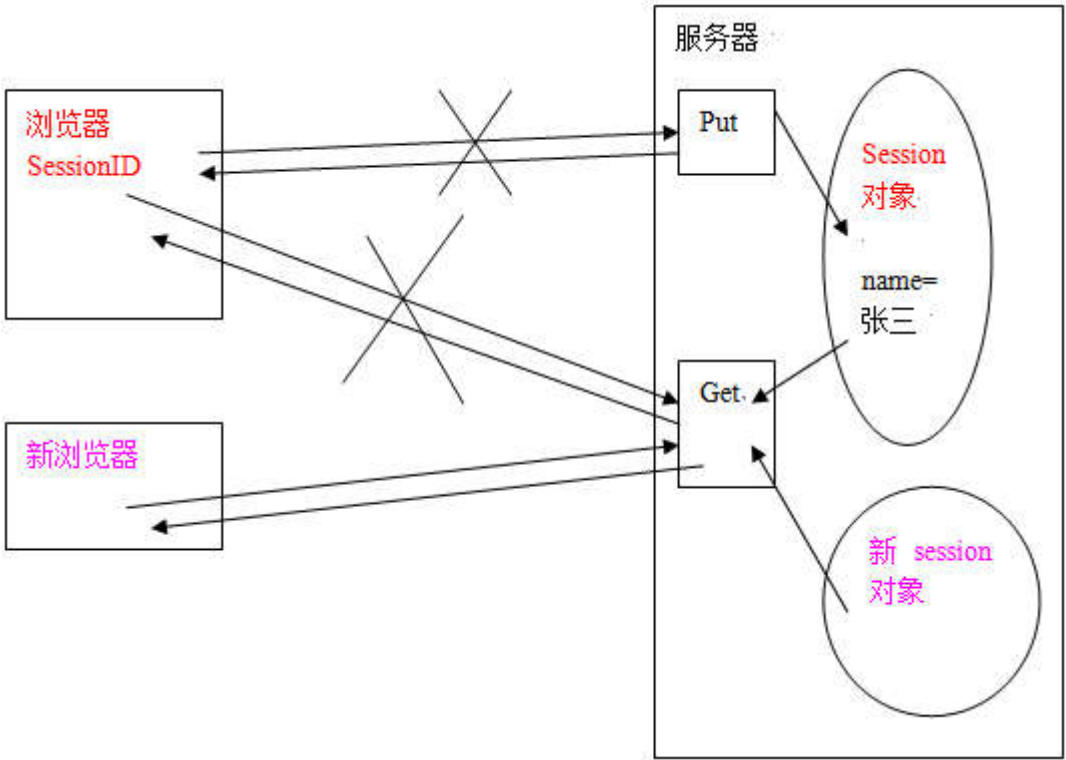 服务器
浏览器
SessionID
Put
Session
对象
name=
张三
Get
新浏览器
新 session
对象